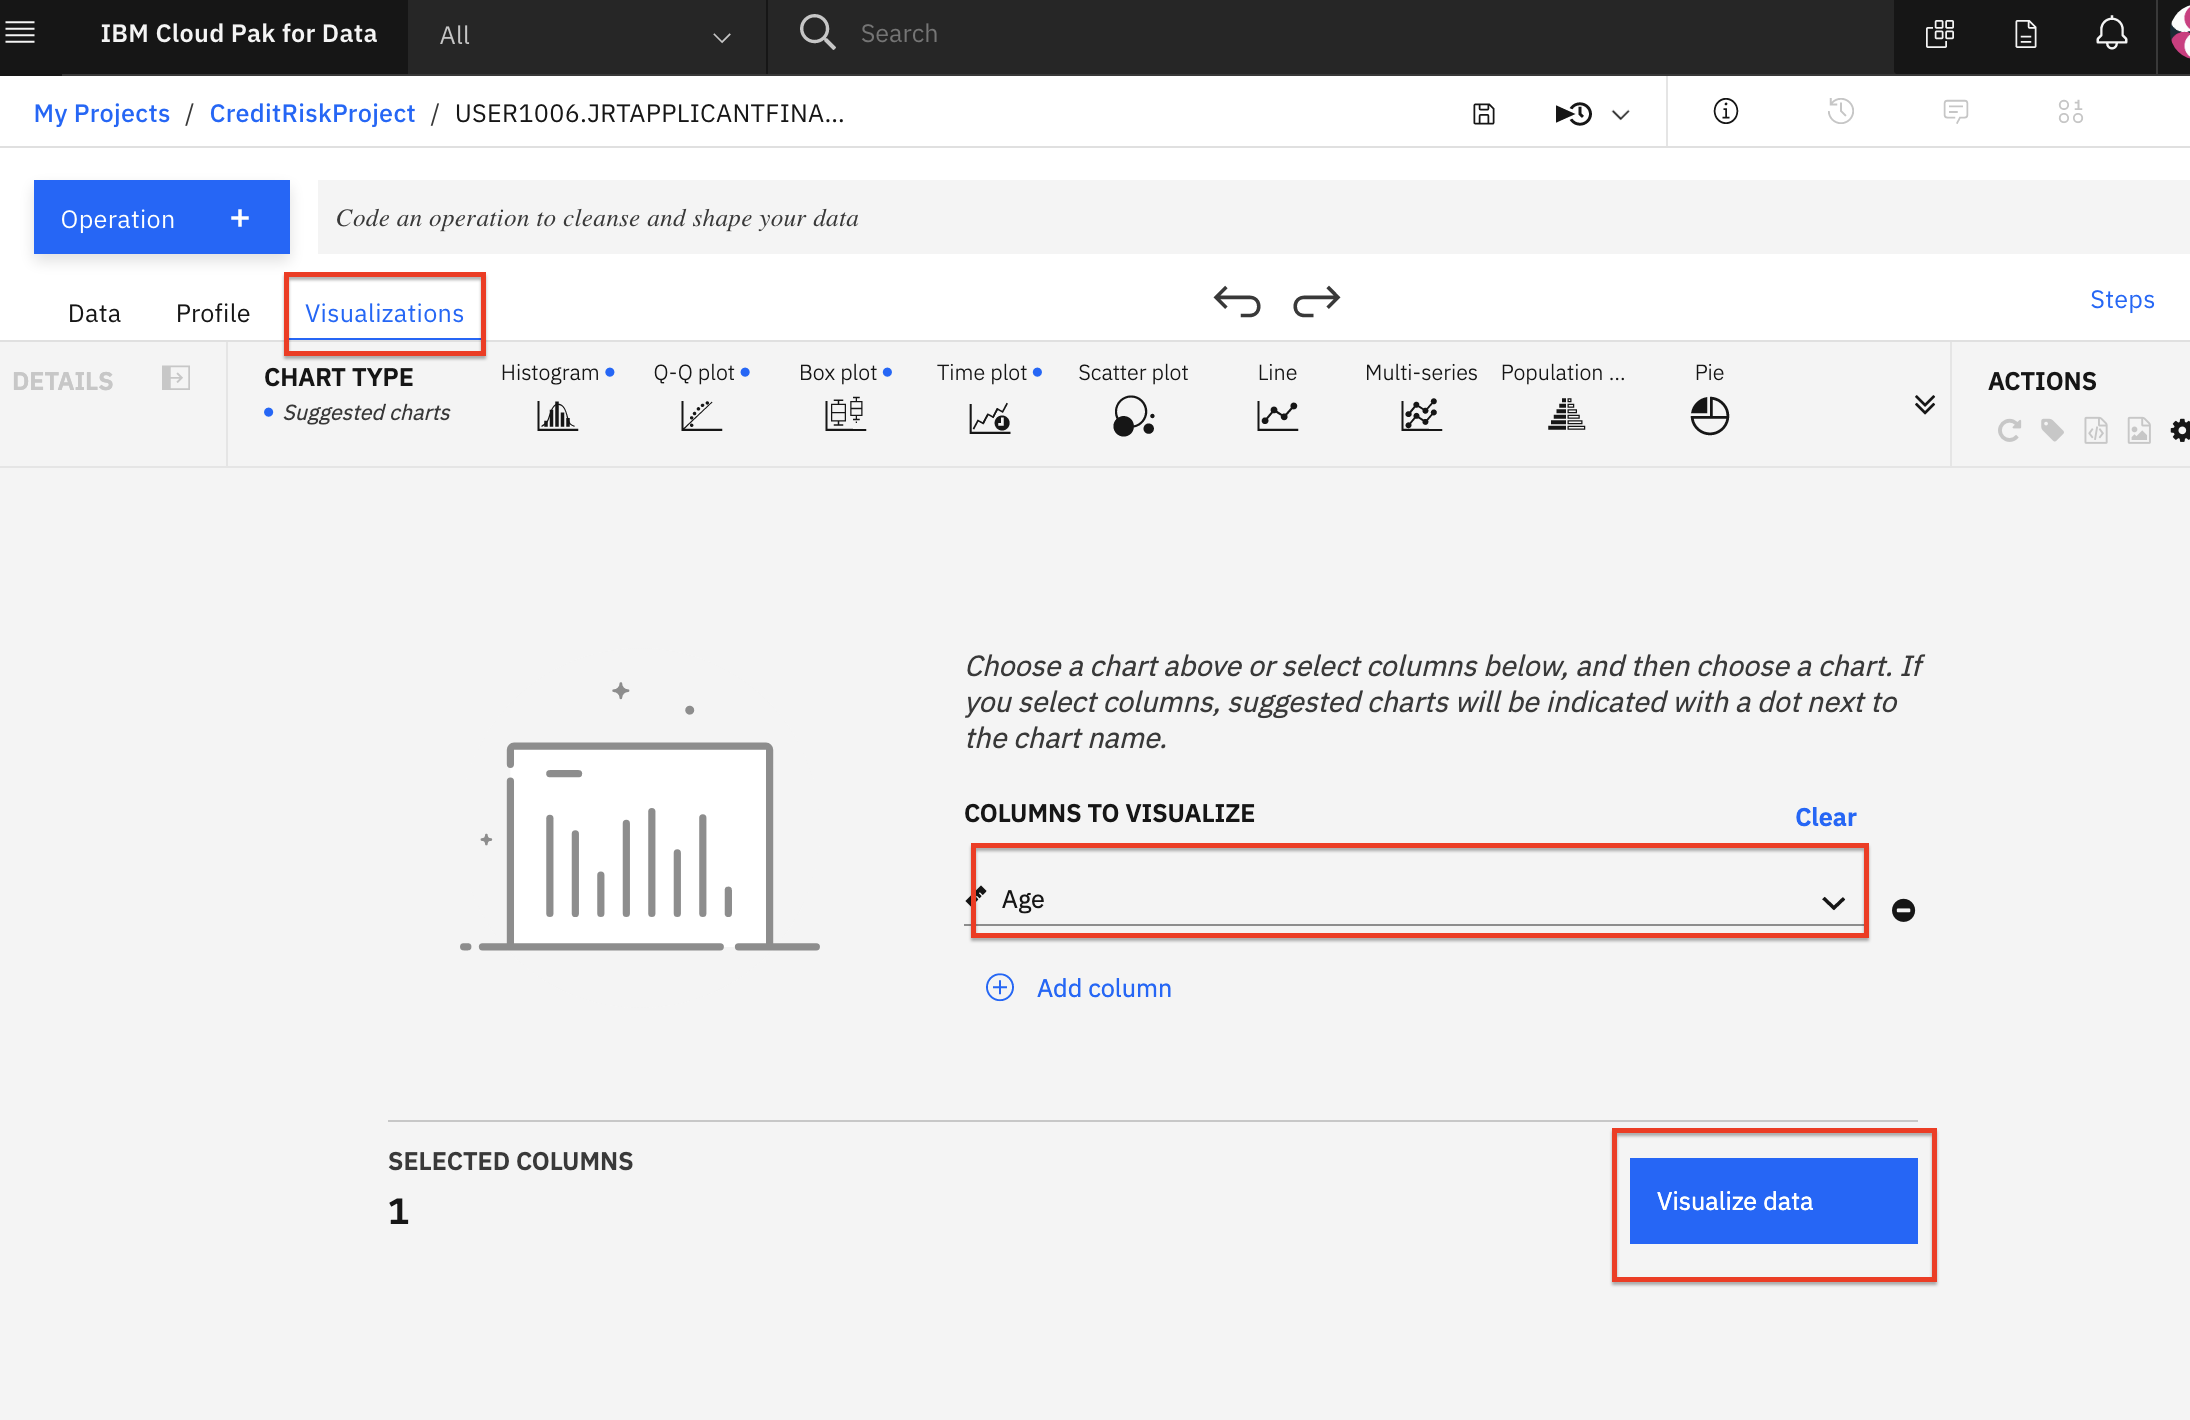 IBM Cloud Pak for Data
All
Search
My Projects / CreditRiskProject / USER1006.JRTAPPLICANTFINA...
Operation +
Code an operation to cleanse and shape your data
Data
Profile
Visualizations
Steps
DETAILS
CHART TYPE
Suggested charts
Histogram
Q-Q plot
Box plot
Time plot
Scatter plot
Line
Multi-series
Population ...
Pie
ACTIONS
Choose a chart above or select columns below, and then choose a chart. If
you select columns, suggested charts will be indicated with a dot next to
the chart name.
COLUMNS TO VISUALIZE
Clear
Age
Add column
SELECTED COLUMNS
1
Visualize data